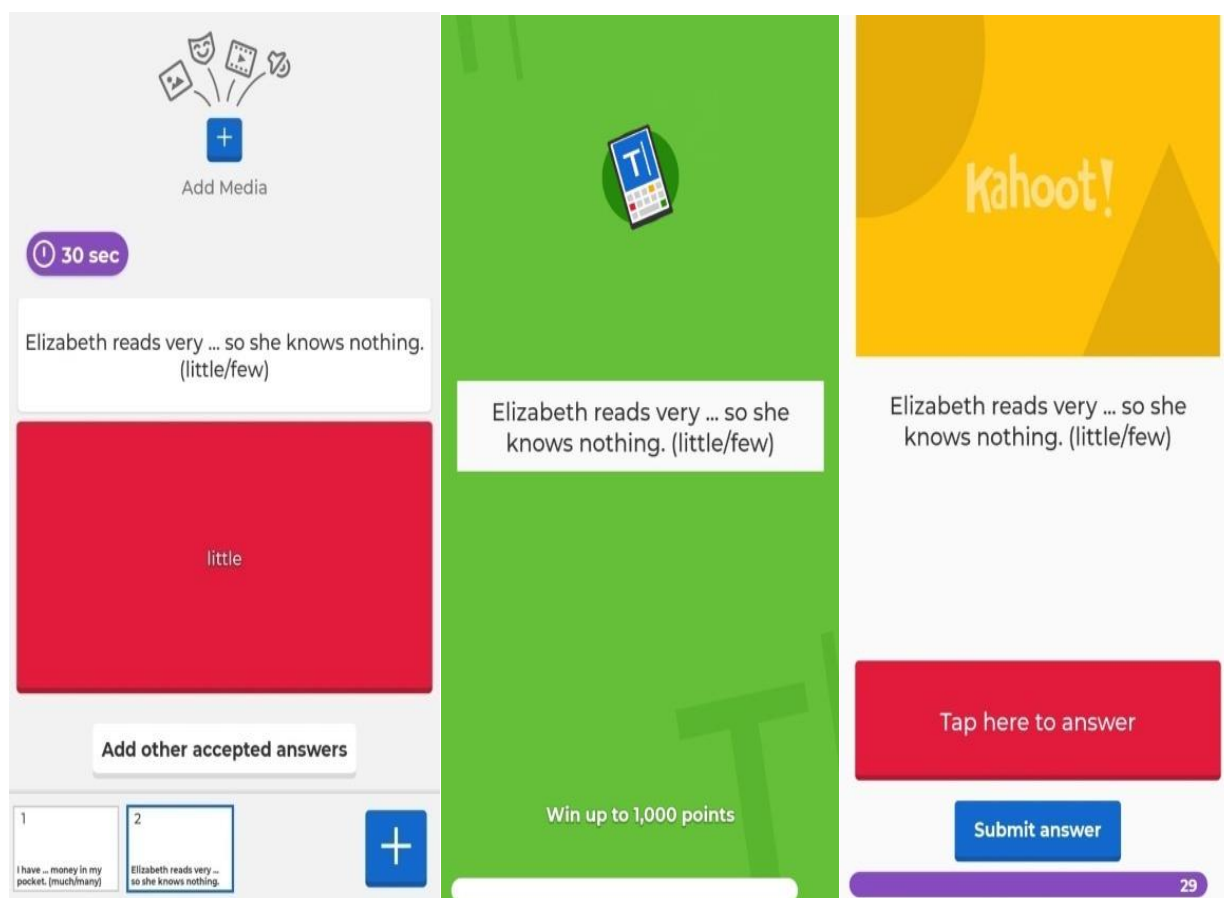 Add Media
30 sec
Elizabeth reads very ... so she knows nothing.
(little/few)
little
Add other accepted answers
1
I have ... money in my
pocket. (much/many)
2
Elizabeth reads very ...
so she knows nothing.
+
T
Elizabeth reads very ... so she
knows nothing. (little/few)
Win up to 1,000 points
Kahoot!
Elizabeth reads very ... so she
knows nothing. (little/few)
Tap here to answer
Submit answer
29